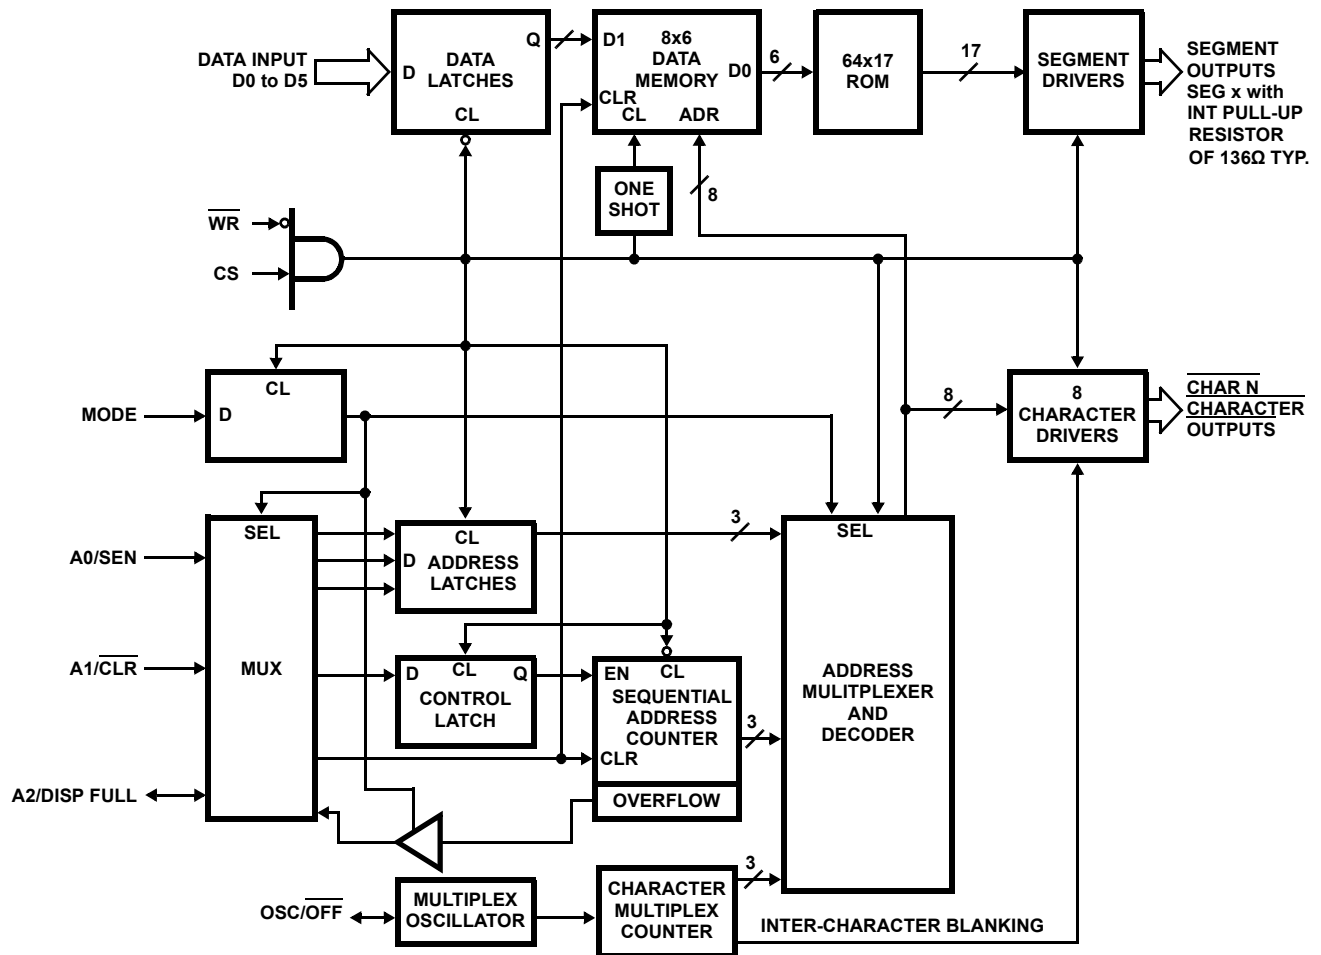 DATA INPUT
D0 to D5
D
DATA
LATCHES
Q
CL
D1
8x6
DATA
MEMORY
D0
CLR
CL
ADR
6
64x17
ROM
17
SEGMENT
DRIVERS
SEGMENT
OUTPUTS
SEG x with
INT PULL-UP
RESISTOR
OF 136Ω TYP.
ONE
SHOT
8
WR
CS
MODE
CL
D
8
8
CHARACTER
DRIVERS
CHAR N
CHARACTER
OUTPUTS
A0/SEN
A1/CLR
A2/DISP FULL
SEL
MUX
CL
D
ADDRESS
LATCHES
3
SEL
ADDRESS
MULITPLEXER
AND
DECODER
D
CL
Q
CONTROL
LATCH
EN
CL
SEQUENTIAL
ADDRESS
COUNTER
CLR
3
OVERFLOW
OSC/OFF
MULTIPLEX
OSCILLATOR
CHARACTER
MULTIPLEX
COUNTER
3
INTER-CHARACTER BLANKING